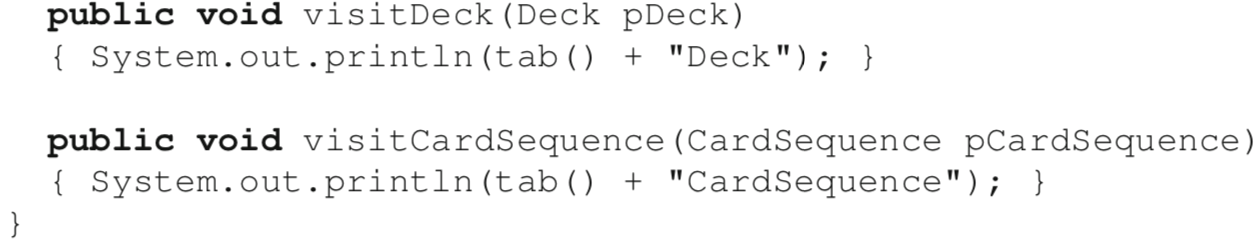 public void visitDeck(Deck pDeck)
{ System.out.println(tab() + "Deck"); }
public void visitCardSequence(CardSequence pCardSequence)
{ System.out.println(tab() + "CardSequence"); }
}